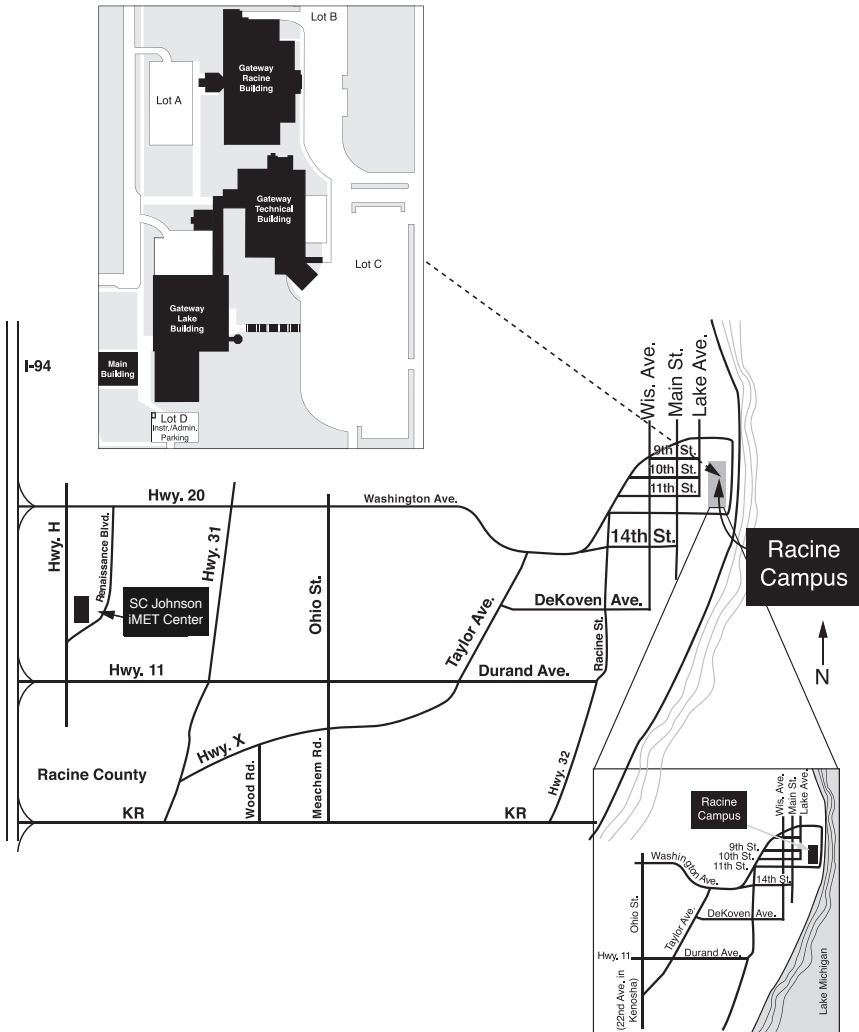 Lot B
Gateway
Racine
Building
Lot A
Gateway
Technical
Building
Lot C
Gateway
Lake
Building
Main
Building
Lot D
Instr./Admin.
Parking
I-94
Wis. Ave.
Main St.
Lake Ave.
9th St.
10th St.
11th St.
Hwy. 20
Washington Ave.
14th St.
Hwy. H
Renaissance Blvd.
Hwy. 31
Ohio St.
Racine
Campus
SC Johnson
iMET Center
DeKoven Ave.
Taylor Ave.
Racine St.
N
Hwy. 11
Durand Ave.
Hwy. X
Racine County
Wood Rd.
Meachem Rd.
Hwy. 32
KR
KR
Racine
Campus
Wis. Ave.
Main St.
Lake Ave.
9th St.
10th St.
11th St.
Washington Ave.
14th St.
Ohio St.
Taylor Ave.
DeKoven Ave.
Hwy. 11
Durand Ave.
(22nd Ave. in
Kenosha)
Lake Michigan